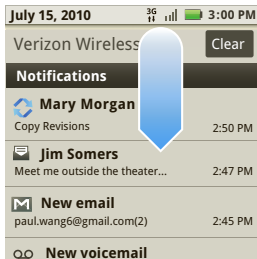 July 15, 2010 3G 3:00 PM
Verizon Wireless Clear
Notifications
Mary Morgan
Copy Revisions 2:50 PM
Jim Somers
Meet me outside the theater... 2:47 PM
New email
paul.wang6@gmail.com(2) 2:45 PM
New voicemail